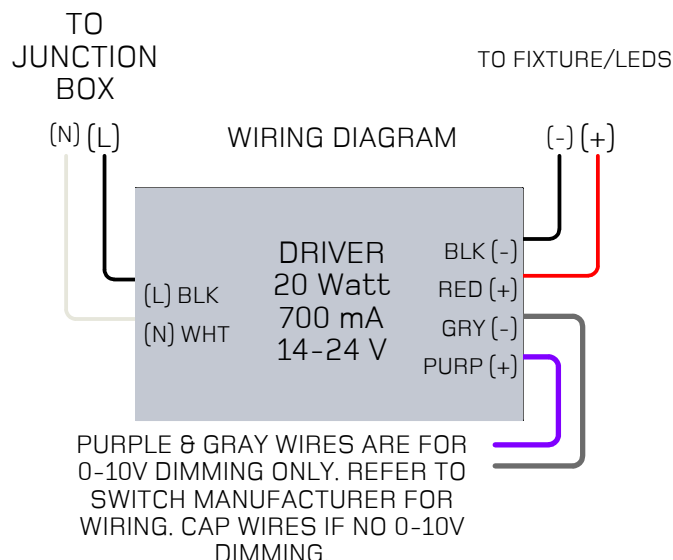 TO
JUNCTION
BOX
TO FIXTURE/LEDS
(N) (L)
WIRING DIAGRAM
(-) (+)
DRIVER
20 Watt
700 mA
14-24 V
(L) BLK
(N) WHT
BLK (-)
RED (+)
GRY (-)
PURP (+)
PURPLE & GRAY WIRES ARE FOR
0-10V DIMMING ONLY. REFER TO
SWITCH MANUFACTURER FOR
WIRING. CAP WIRES IF NO 0-10V
DIMMING